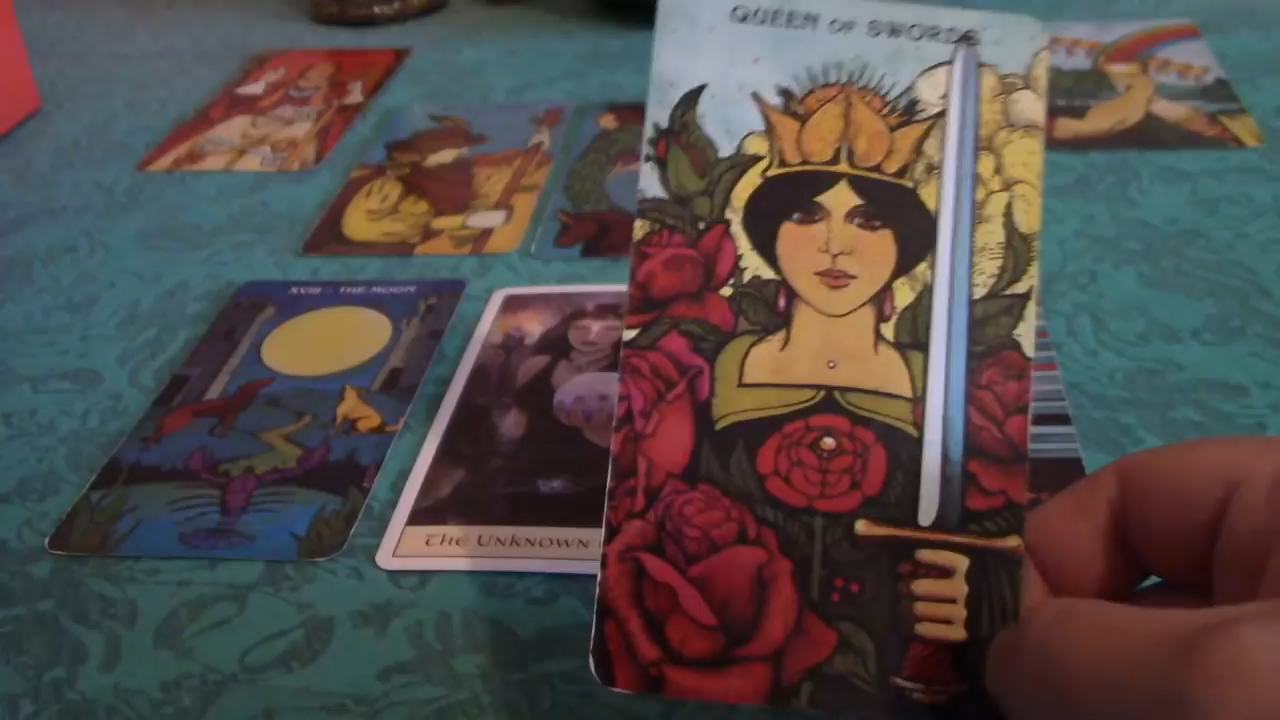 QUEEN OF SWORDS
XVIII - THE MOON
THE UNKNOWN